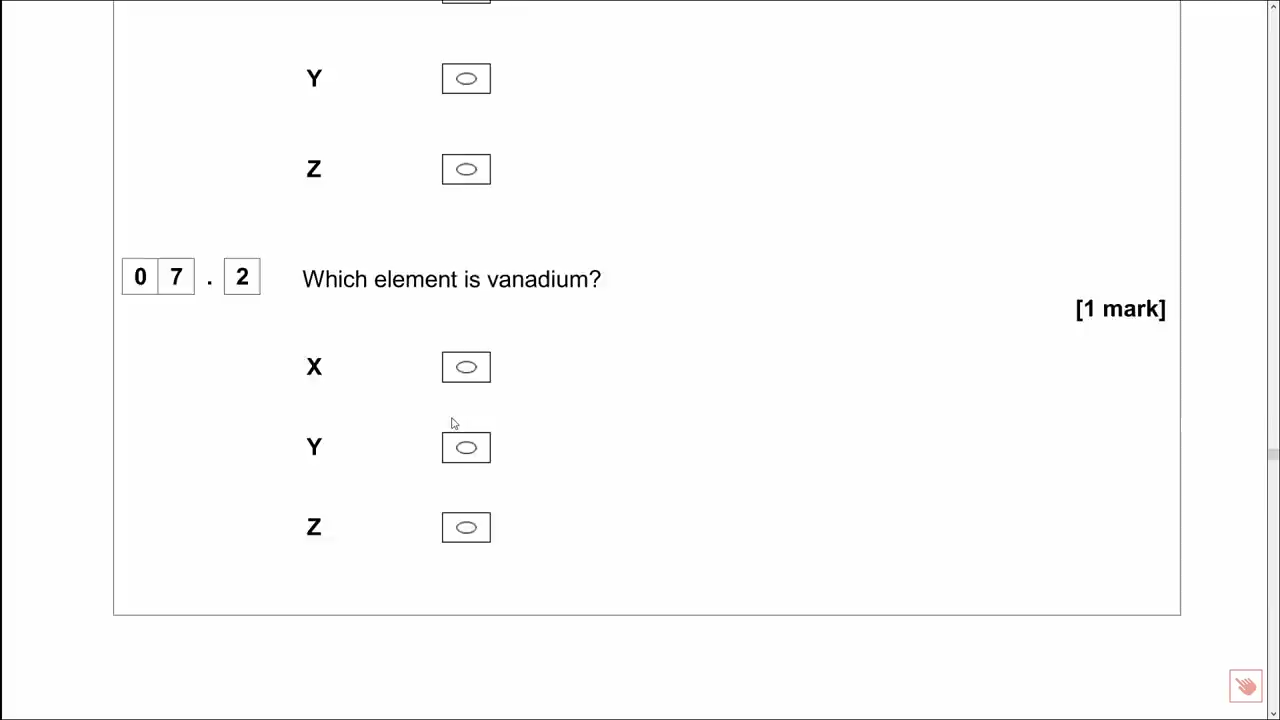 Y
Z
0 7 . 2 Which element is vanadium?
[1 mark]
X
Y
Z